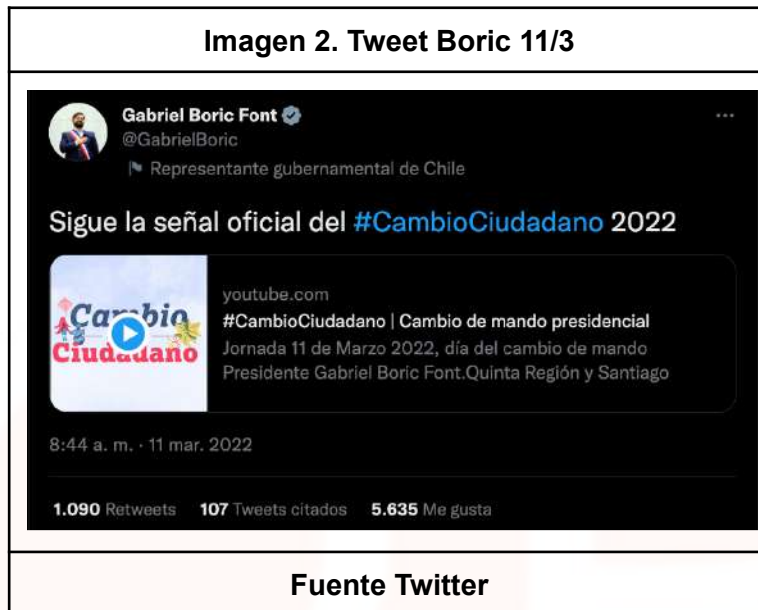 Imagen 2. Tweet Boric 11/3
Gabriel Boric Font
@GabrielBoric
Representante gubernamental de Chile
Sigue la señal oficial del #CambioCiudadano 2022
Cambio
Ciudadano
youtube.com
#CambioCiudadano | Cambio de mando presidencial
Jornada 11 de Marzo 2022, día del cambio de mando
Presidente Gabriel Boric Font.Quinta Región y Santiago
8:44 a. m. · 11 mar. 2022
1.090 Retweets 107 Tweets citados 5.635 Me gusta
Fuente Twitter